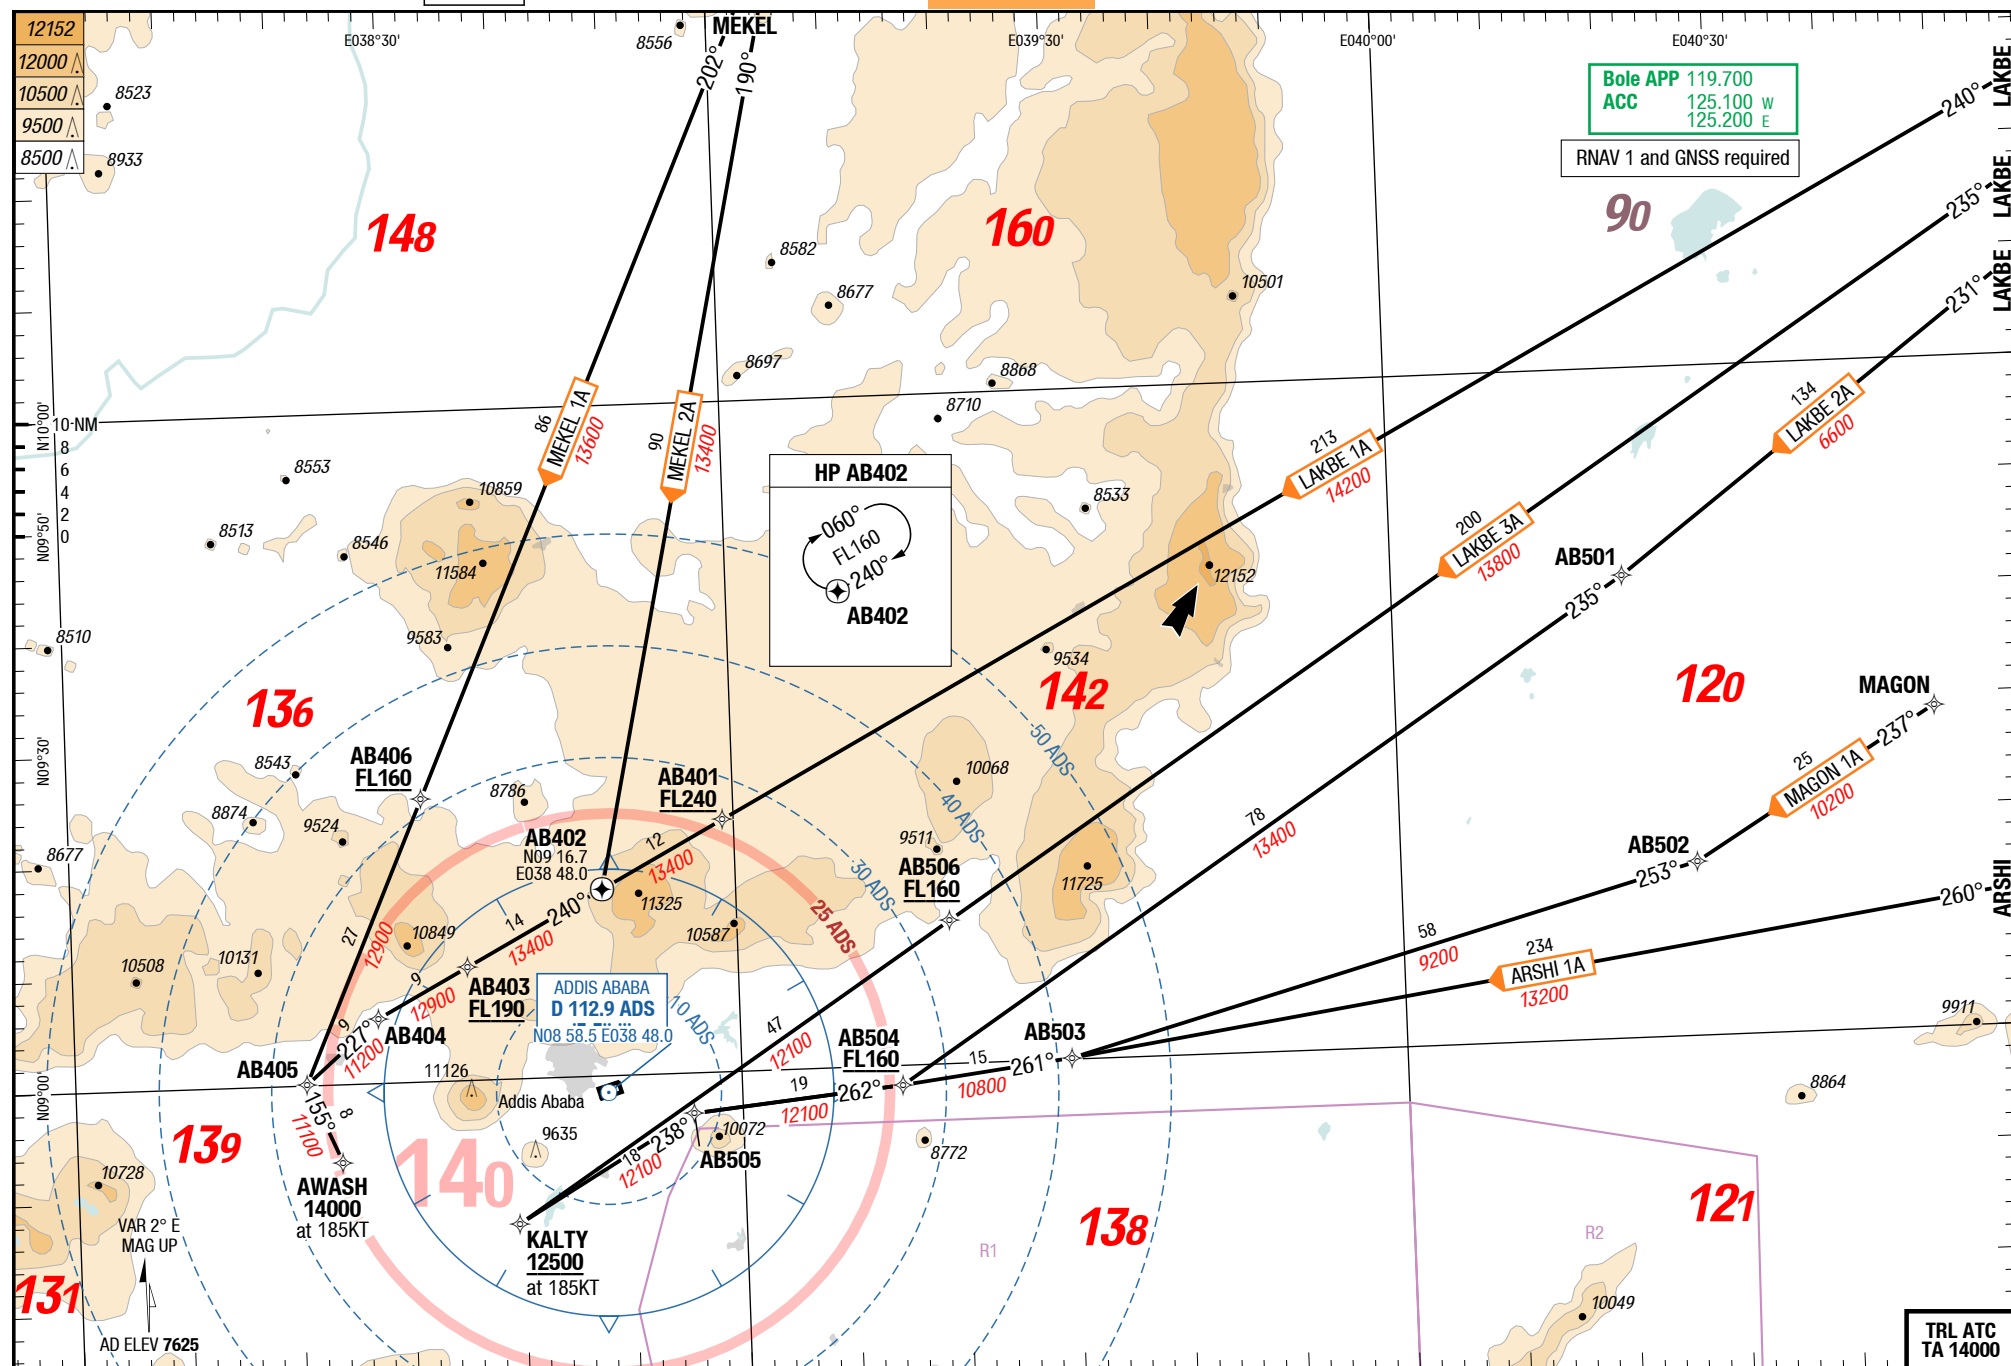 12152
12000
10500
9500
8500
8523
8933
E038°30'
8556
MEKEL
202°
190°
E039°30'
E040°00'
E040°30'
Bole APP 119.700
ACC 125.100 W
125.200 E
RNAV 1 and GNSS required
240°
LAKBE
235°
LAKBE
231°
LAKBE
148
160
90
8582
8677
10501
8697
8868
8710
N10°00'
10-NM
8
6
4
2
0
N09°50'
86
MEKEL 1A
13600
90
MEKEL 2A
13400
HP AB402
060°
FL160
240°
AB402
213
LAKBE 1A
14200
134
LAKBE 2A
6600
200
LAKBE 3A
13800
8553
10859
8513
8546
11584
8533
12152
AB501
235°
8510
9583
9534
136
142
120
MAGON
237°
25
MAGON 1A
10200
N09°30'
8543
AB406
FL160
AB401
FL240
10068
50 ADS
40 ADS
30 ADS
25 ADS
10 ADS
8874
9524
8786
8677
AB402
N09 16.7
E038 48.0
12
13400
9511
AB506
FL160
11725
78
13400
AB502
253°
260°
ARSHI
11325
10587
27
12900
10849
14
13400
240°
10508
10131
9
12900
AB403
FL190
ADDIS ABABA
D 112.9 ADS
N08 58.5 E038 48.0
58
9200
234
ARSHI 1A
13200
9911
9
227°
11200
AB404
AB405
47
12100
AB504
FL160
AB503
15
261°
10800
11126
Addis Ababa
19
262°
12100
8864
N09°00'
8
155°
11100
9635
10072
AB505
8772
139
140
18
238°
12100
10728
AWASH
14000
at 185KT
KALTY
12500
at 185KT
138
121
R1
R2
VAR 2° E
MAG UP
131
10049
AD ELEV 7625
TRL ATC
TA 14000